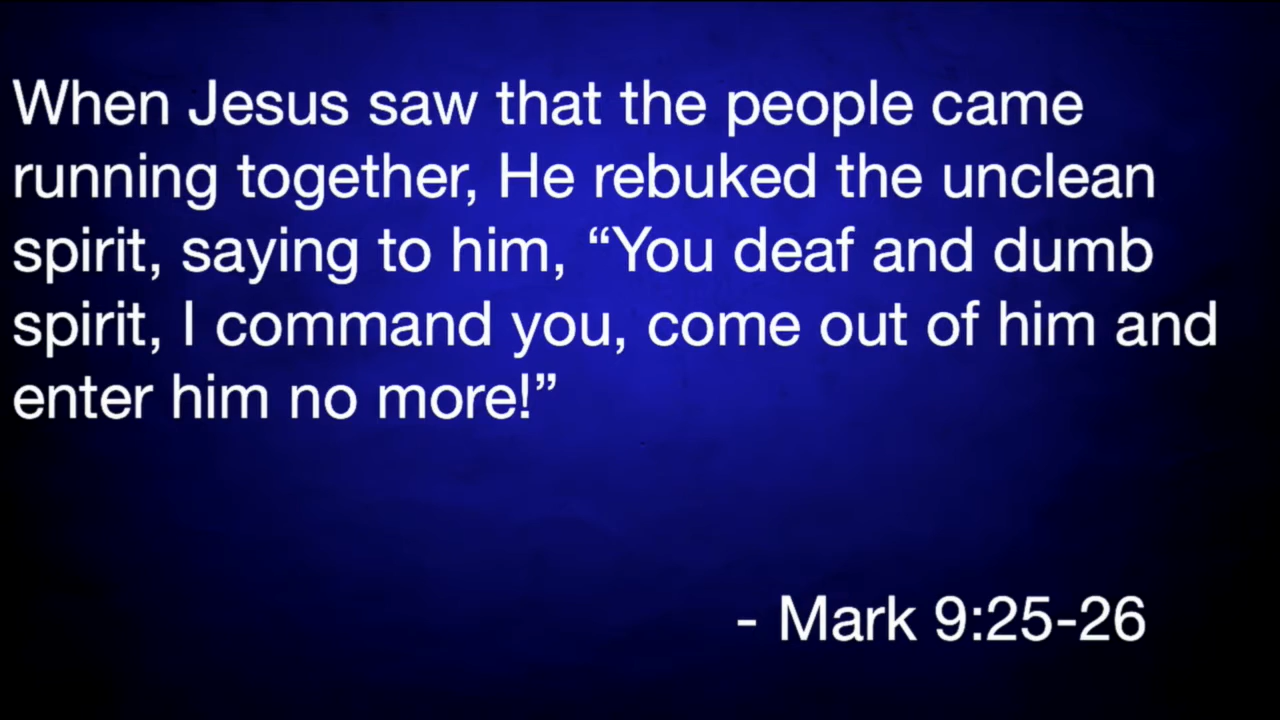 When Jesus saw that the people came
running together, He rebuked the unclean
spirit, saying to him, “You deaf and dumb
spirit, I command you, come out of him and
enter him no more!”
- Mark 9:25-26